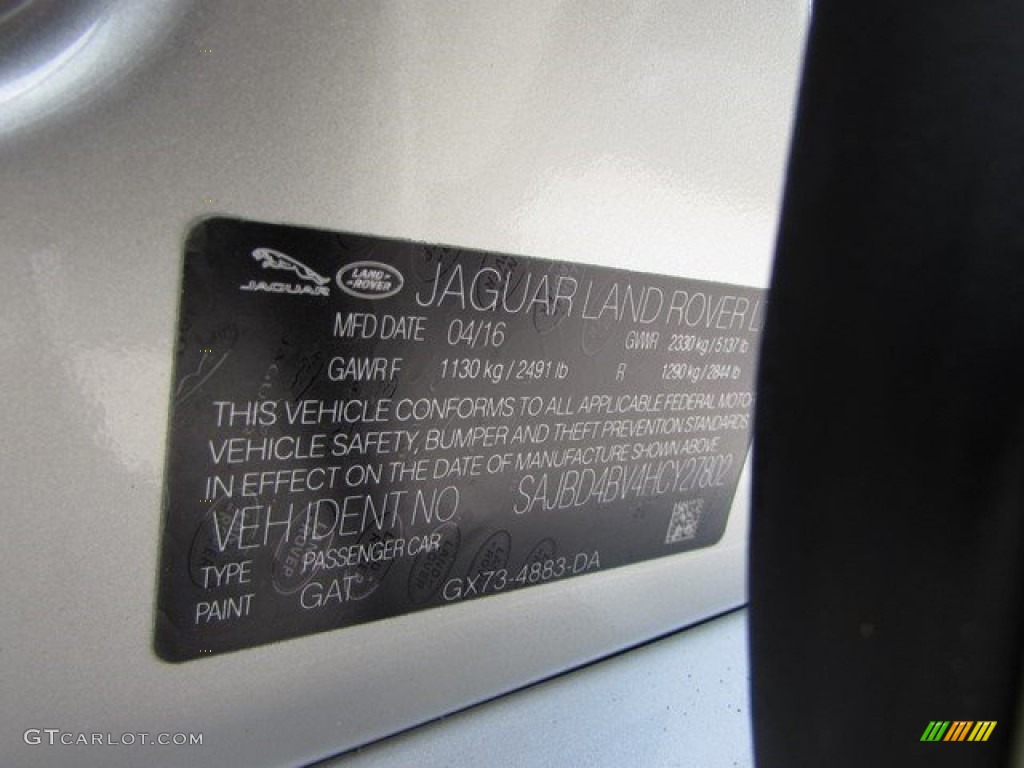 JAGUAR LAND ROVER JAGUAR LAND ROVER L
MFD DATE 04/16 GVWR 2330 kg / 5137 lb
GAWR F 1130 kg / 2491 lb R 1290 kg / 2844 lb
THIS VEHICLE CONFORMS TO ALL APPLICABLE FEDERAL MOTO
VEHICLE SAFETY, BUMPER AND THEFT PREVENTION STANDARDS
IN EFFECT ON THE DATE OF MANUFACTURE SHOWN ABOVE
VEH IDENT NO SAJBD4BV4HCY27802
TYPE PASSENGER CAR
PAINT GAT GX73-4883-DA
GTCARLOT.COM